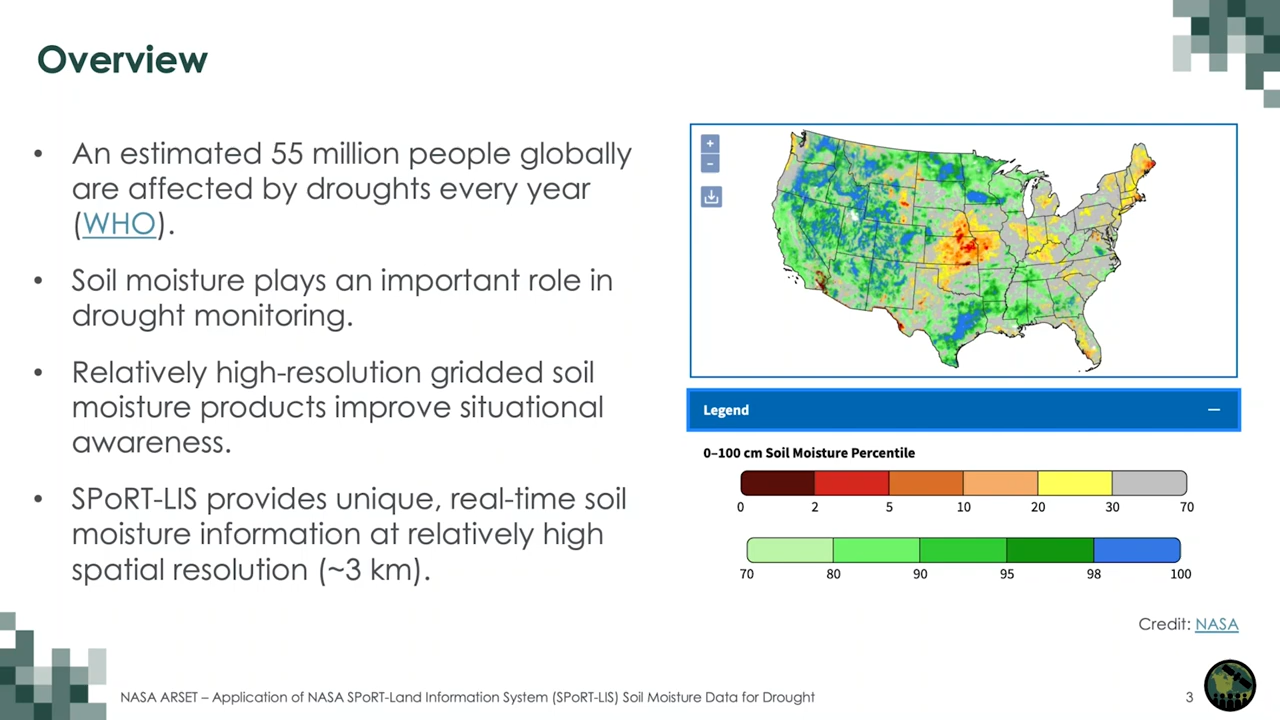 Overview
• An estimated 55 million people globally
are affected by droughts every year
(WHO).
• Soil moisture plays an important role in
drought monitoring.
• Relatively high-resolution gridded soil
moisture products improve situational
awareness.
• SPoRT-LIS provides unique, real-time soil
moisture information at relatively high
spatial resolution (~3 km).
+
−
Legend −
0–100 cm Soil Moisture Percentile
0 2 5 10 20 30 70
70 80 90 95 98 100
Credit: NASA
NASA ARSET – Application of NASA SPoRT-Land Information System (SPoRT-LIS) Soil Moisture Data for Drought 3